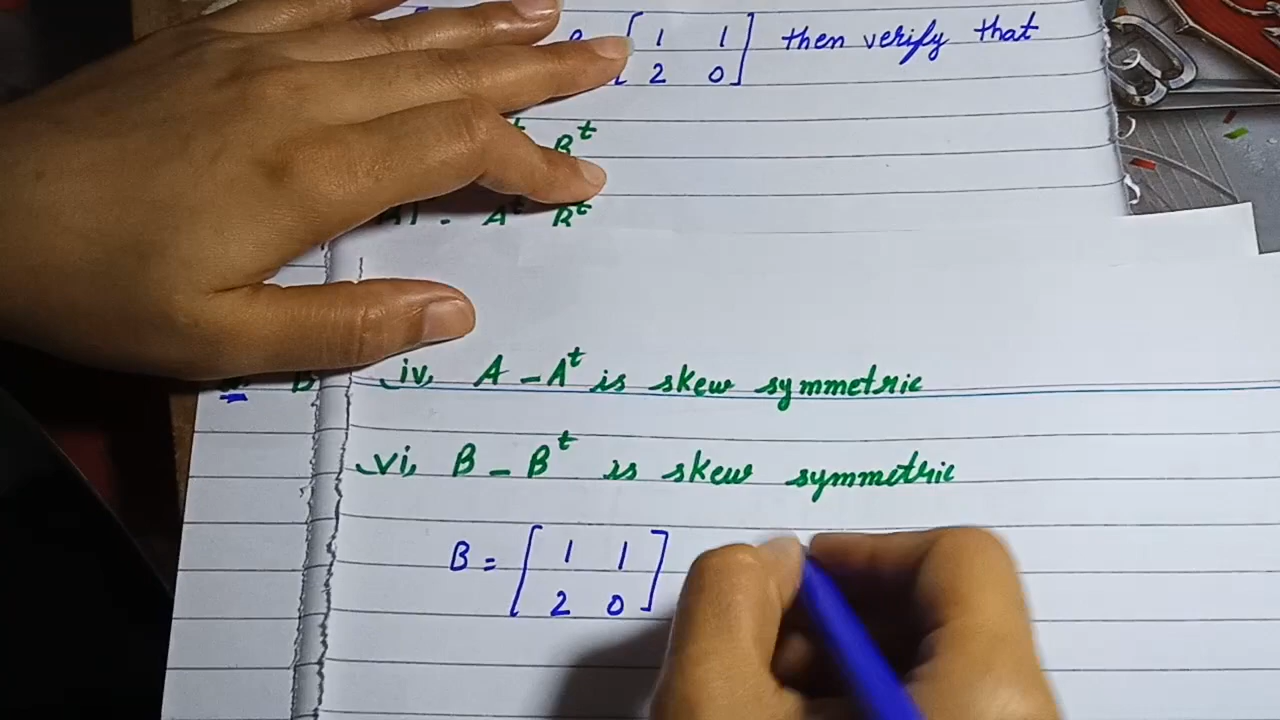 [1 1
2 0] then verify that
B^t
A^t B^t
iv, A - A^t is skew symmetric
vi, B - B^t is skew symmetric
B = [1 1
2 0]